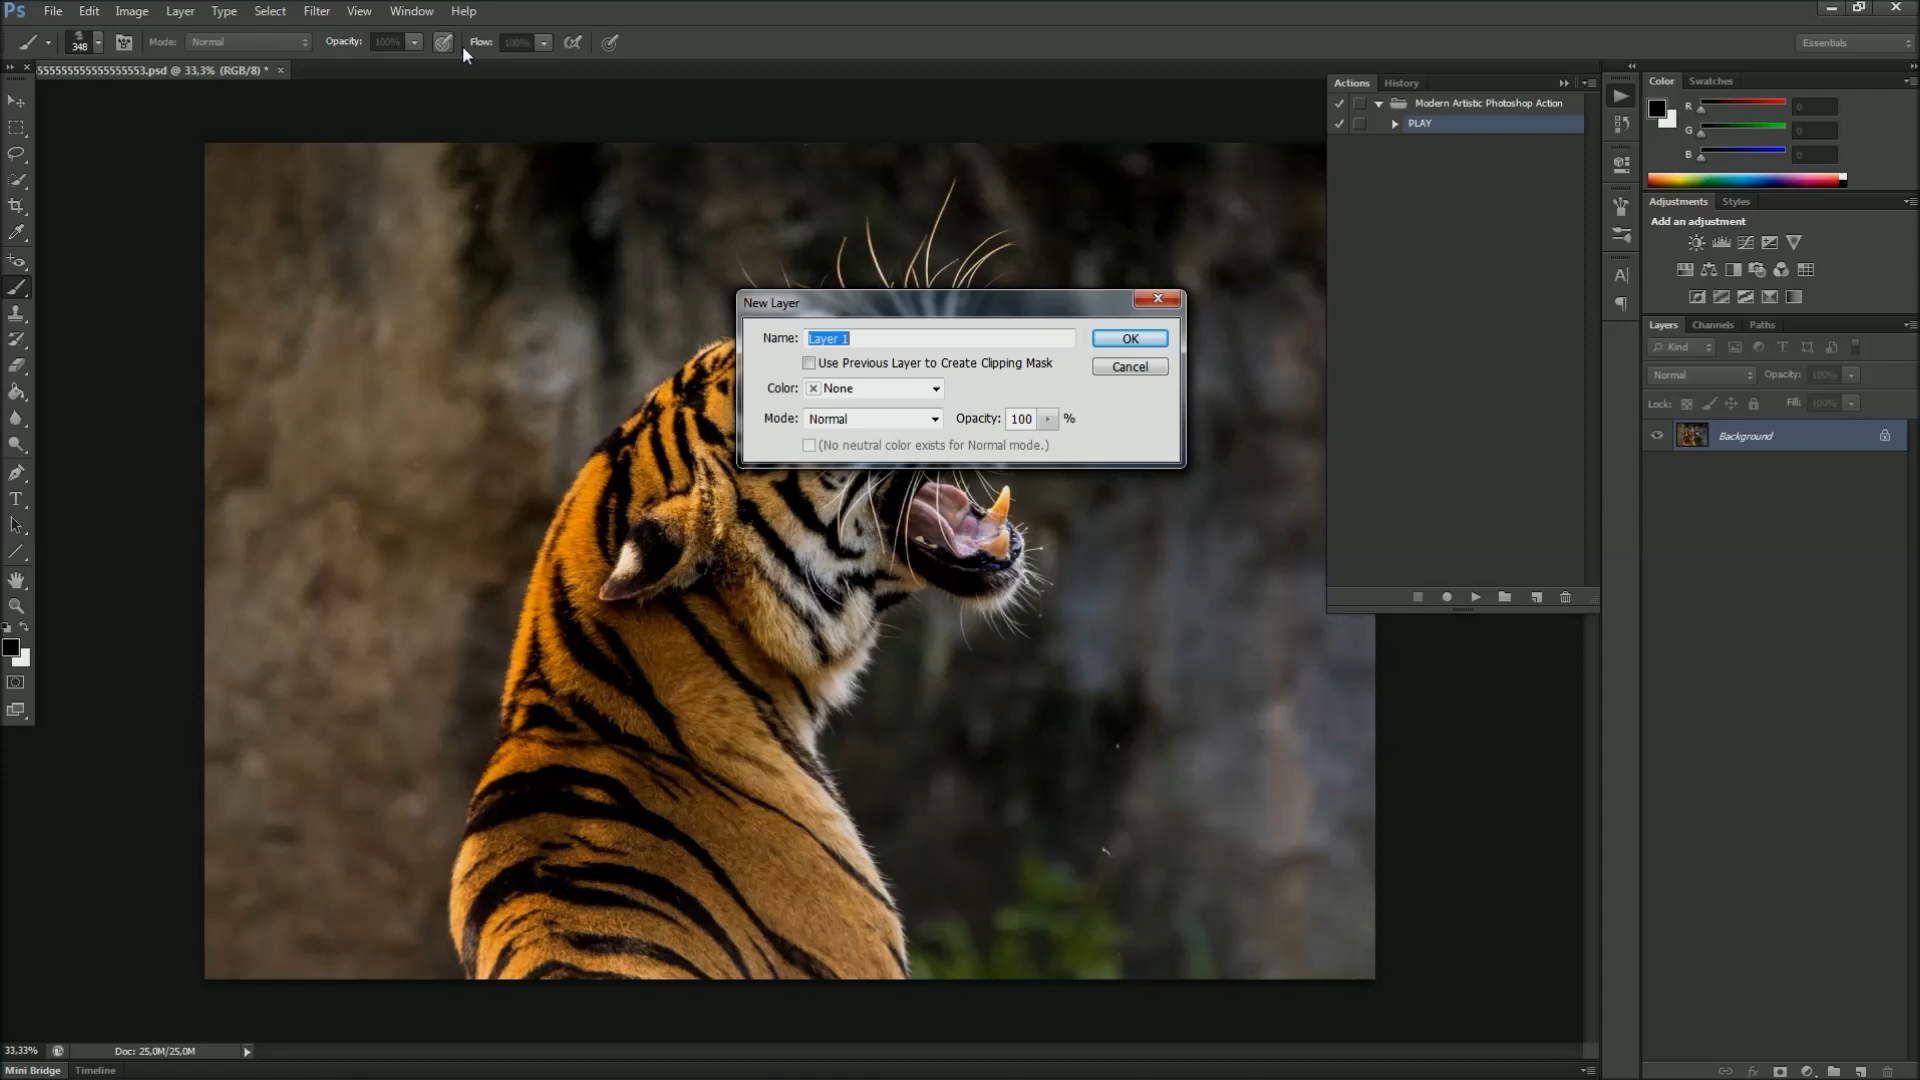 Ps File Edit Image Layer Type Select Filter View Window Help
348 Mode: Normal Opacity: 100% Flow: 100% Essentials
5555555555555555553.psd @ 33,3% (RGB/8) * ×
Actions History
Modern Artistic Photoshop Action
PLAY
Color Swatches
R 0
G 0
B 0
Adjustments Styles
Add an adjustment
New Layer
Name: Layer 1 OK
Use Previous Layer to Create Clipping Mask Cancel
Color: None
Mode: Normal Opacity: 100 %
(No neutral color exists for Normal mode.)
Layers Channels Paths
Kind
Normal Opacity: 100%
Lock: Fill: 100%
Background
33,33% Doc: 25,0M/25,0M
Mini Bridge Timeline